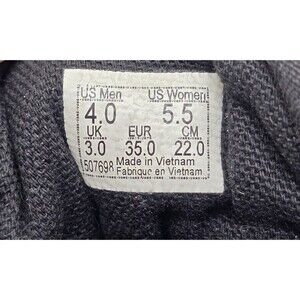 US Men US Women
4.0 5.5
UK EUR CM
3.0 35.0 22.0
507698 Made in Vietnam
Fabriqué en Vietnam